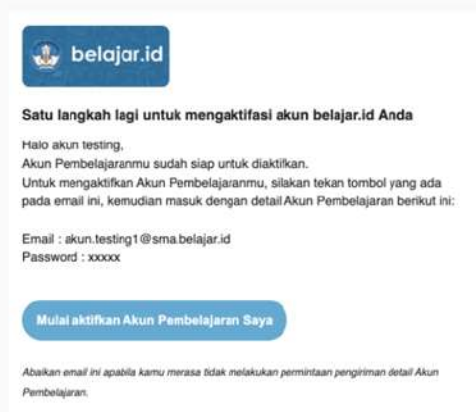 belajar.id
Satu langkah lagi untuk mengaktifasi akun belajar.id Anda
Halo akun testing,
Akun Pembelajaranmu sudah siap untuk diaktifkan.
Untuk mengaktifkan Akun Pembelajaranmu, silakan tekan tombol yang ada
pada email ini, kemudian masuk dengan detail Akun Pembelajaran berikut ini:
Email : akun.testing1@sma.belajar.id
Password : xxxxx
Mulai aktifkan Akun Pembelajaran Saya
Abaikan email ini apabila kamu merasa tidak melakukan permintaan pengiriman detail Akun
Pembelajaran.